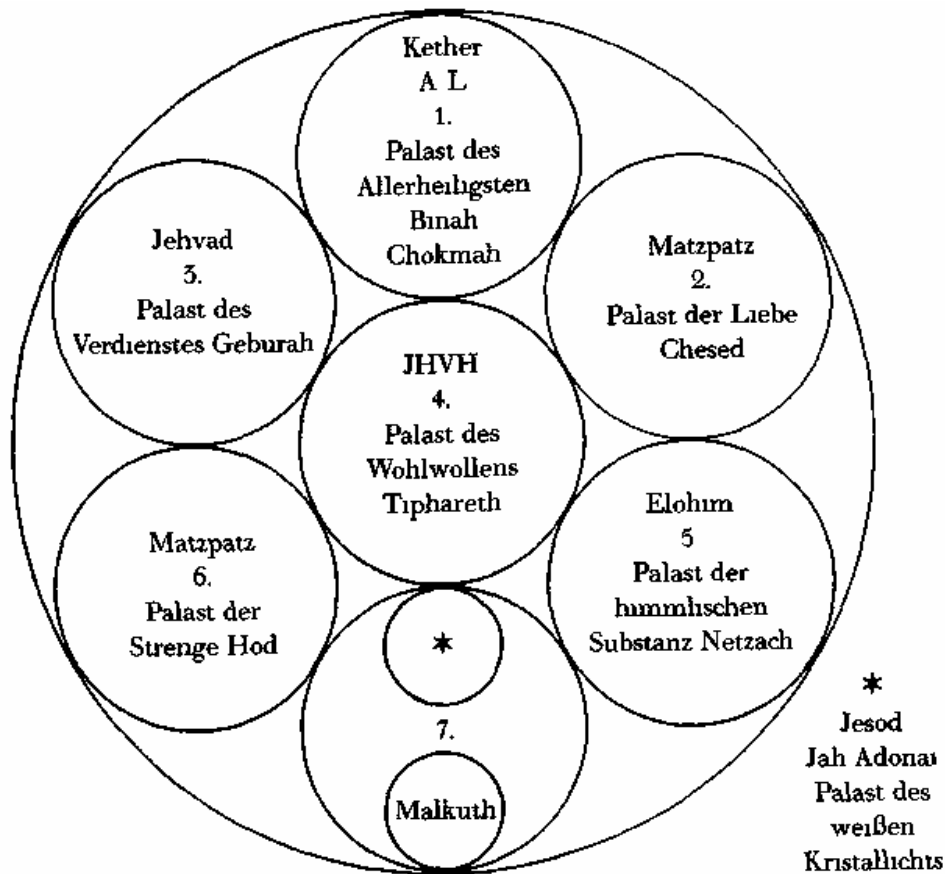 Kether
A L
1.
Palast des
Allerheiligsten
Binah
Chokmah
Jehvad
3.
Palast des
Verdienstes Geburah
Matzpatz
2.
Palast der Liebe
Chesed
JHVH
4.
Palast des
Wohlwollens
Tiphareth
Matzpatz
6.
Palast der
Strenge Hod
Elohim
5
Palast der
himmlischen
Substanz Netzach
*
7.
Malkuth
*
Jesod
Jah Adonai
Palast des
weißen
Kristallichts